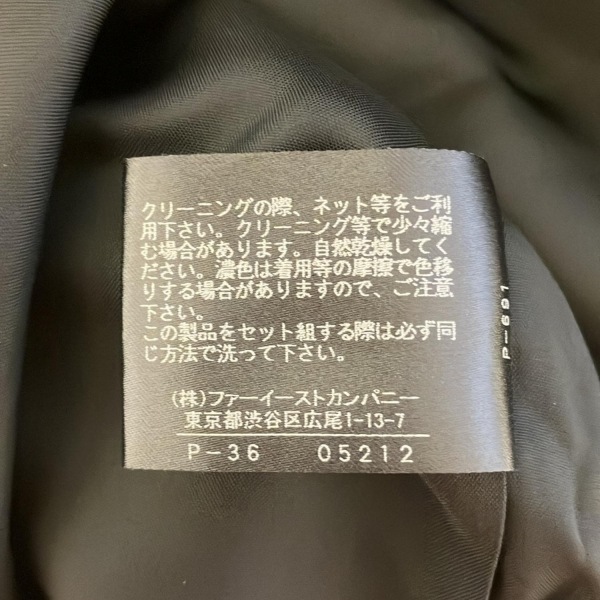 クリーニングの際、ネット等をご利
用下さい。クリーニング等で少々縮
む場合があります。自然乾燥してく
ださい。濃色は着用等の摩擦で色移
りする場合がありますので、ご注意
下さい。
この製品をセット組する際は必ず同
じ方法で洗って下さい。
(株)ファーイーストカンパニー
東京都渋谷区広尾1-13-7
P-36 05212
P-691